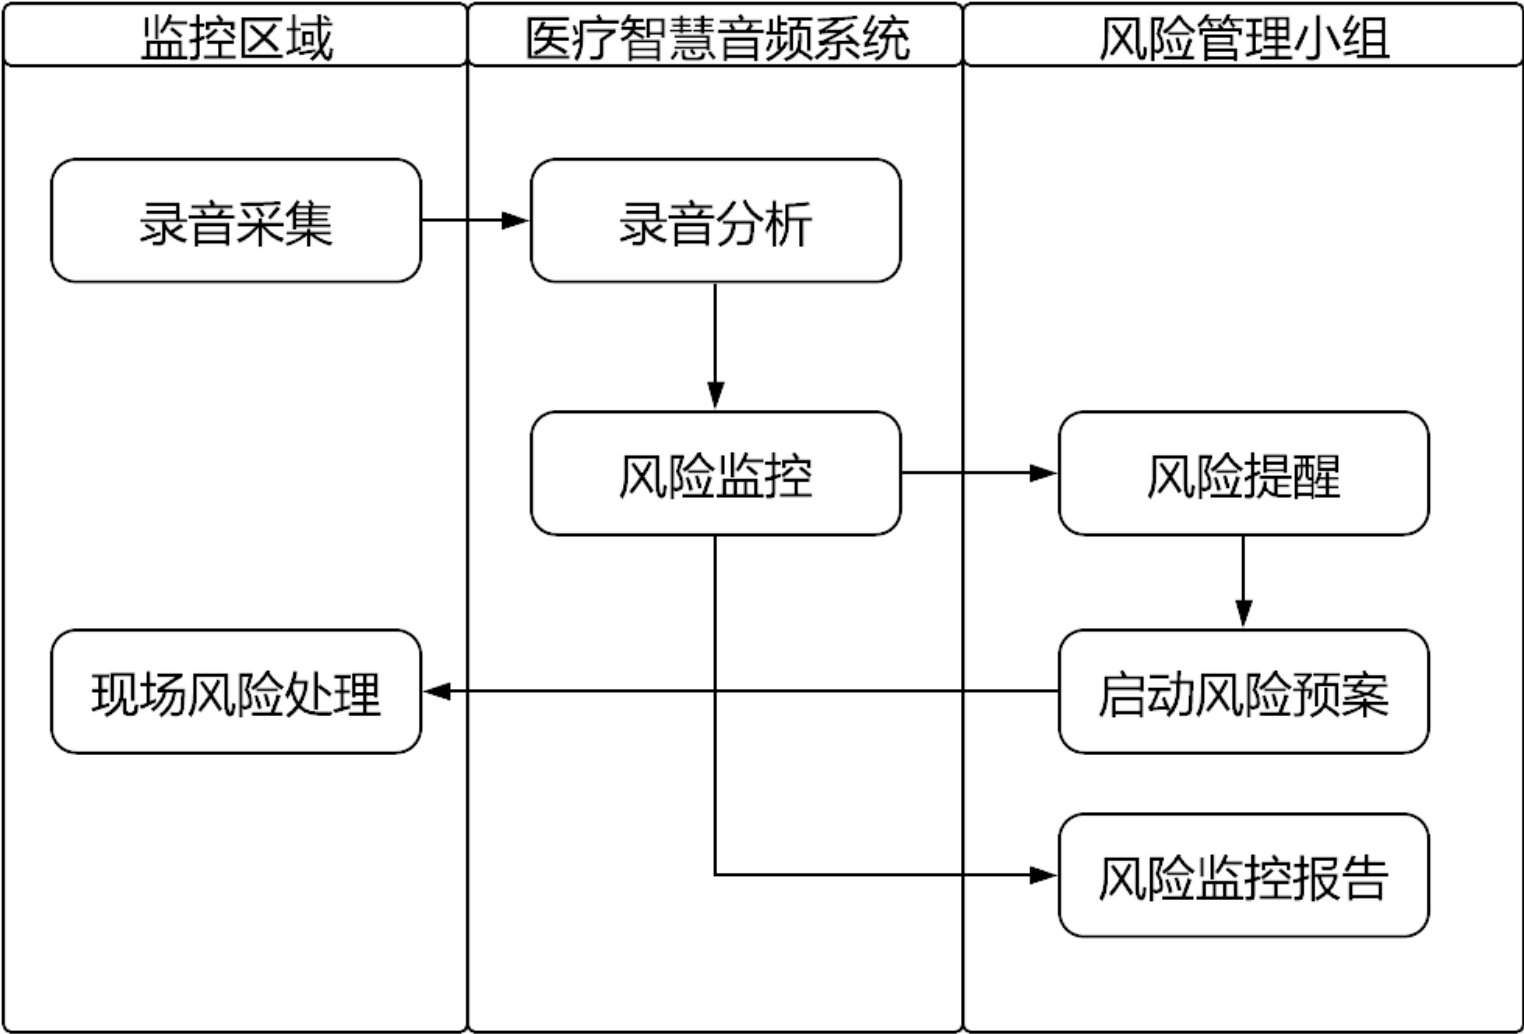 监控区域
医疗智慧音频系统
风险管理小组
录音采集
录音分析
风险监控
风险提醒
现场风险处理
启动风险预案
风险监控报告